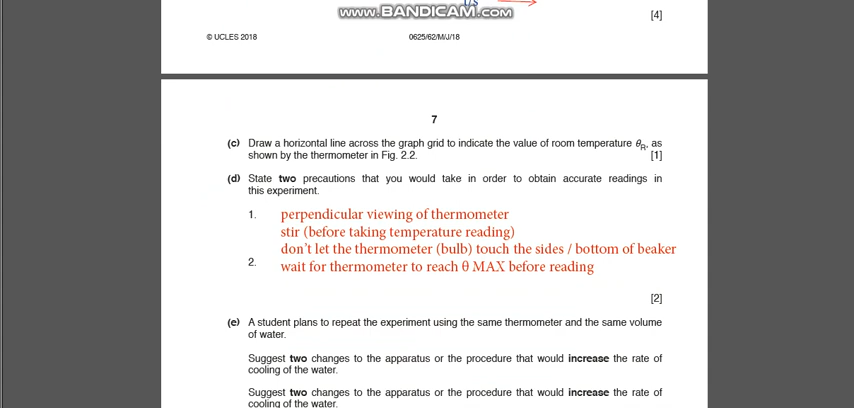 www.BANDICAM.com
t/s
[4]
© UCLES 2018 0625/62/M/J/18
7
(c) Draw a horizontal line across the graph grid to indicate the value of room temperature θR, as
shown by the thermometer in Fig. 2.2. [1]
(d) State two precautions that you would take in order to obtain accurate readings in
this experiment.
1. perpendicular viewing of thermometer
stir (before taking temperature reading)
don't let the thermometer (bulb) touch the sides / bottom of beaker
2. wait for thermometer to reach θ MAX before reading
[2]
(e) A student plans to repeat the experiment using the same thermometer and the same volume
of water.
Suggest two changes to the apparatus or the procedure that would increase the rate of
cooling of the water.
Suggest two changes to the apparatus or the procedure that would increase the rate of
cooling of the water.